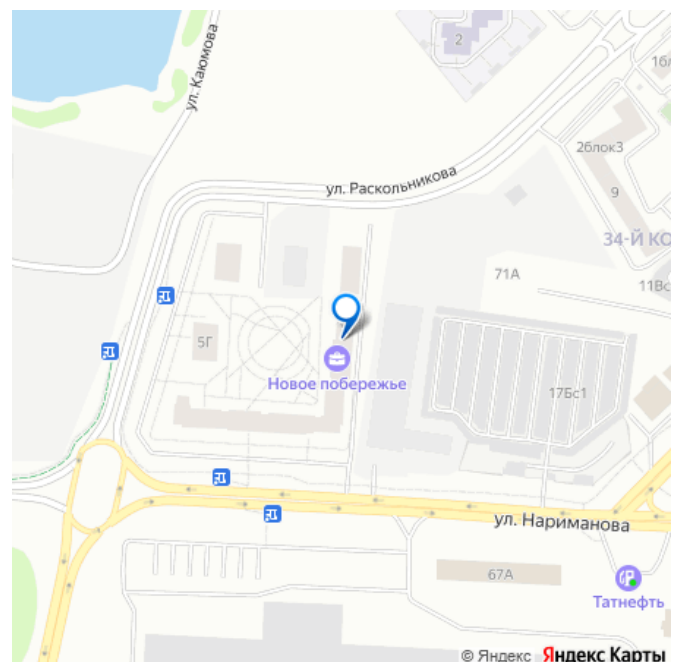 2
ул. Каюмова
2блок3
ул. Раскольникова
9
34-Й КО
71А
11Вс
5Г
Новое побережье
17Бс1
ул. Нариманова
67А
Татнефть
© Яндекс Яндекс Карты